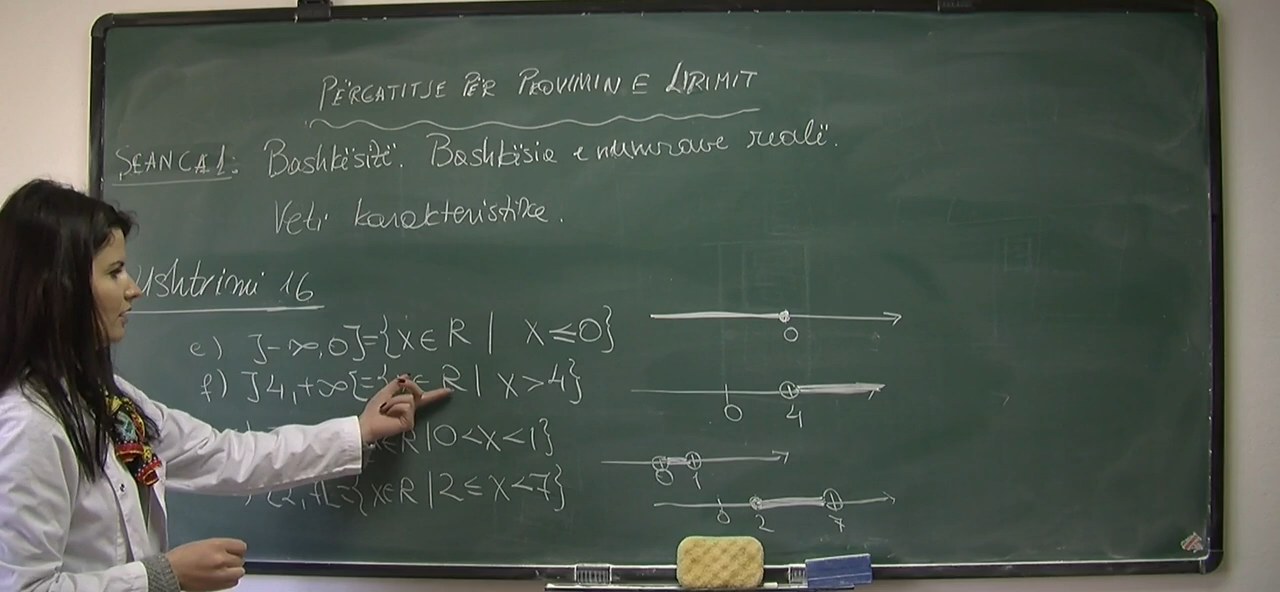 PËRGATITJE PËR PROVIMIN E LIRIMIT
SEANCA 1: Bashkësitë. Bashkësia e numrave realë.
Veti karakteristike.
Ushtrimi 16
e) ]-∞, 0] = {x ∈ R | x ≤ 0}
0
f) ]4, +∞[ = {x ∈ R | x > 4}
0 4
x ∈ R | 0 < x < 1}
0 1
) [2, 7[ = {x ∈ R | 2 ≤ x < 7}
0 2 7